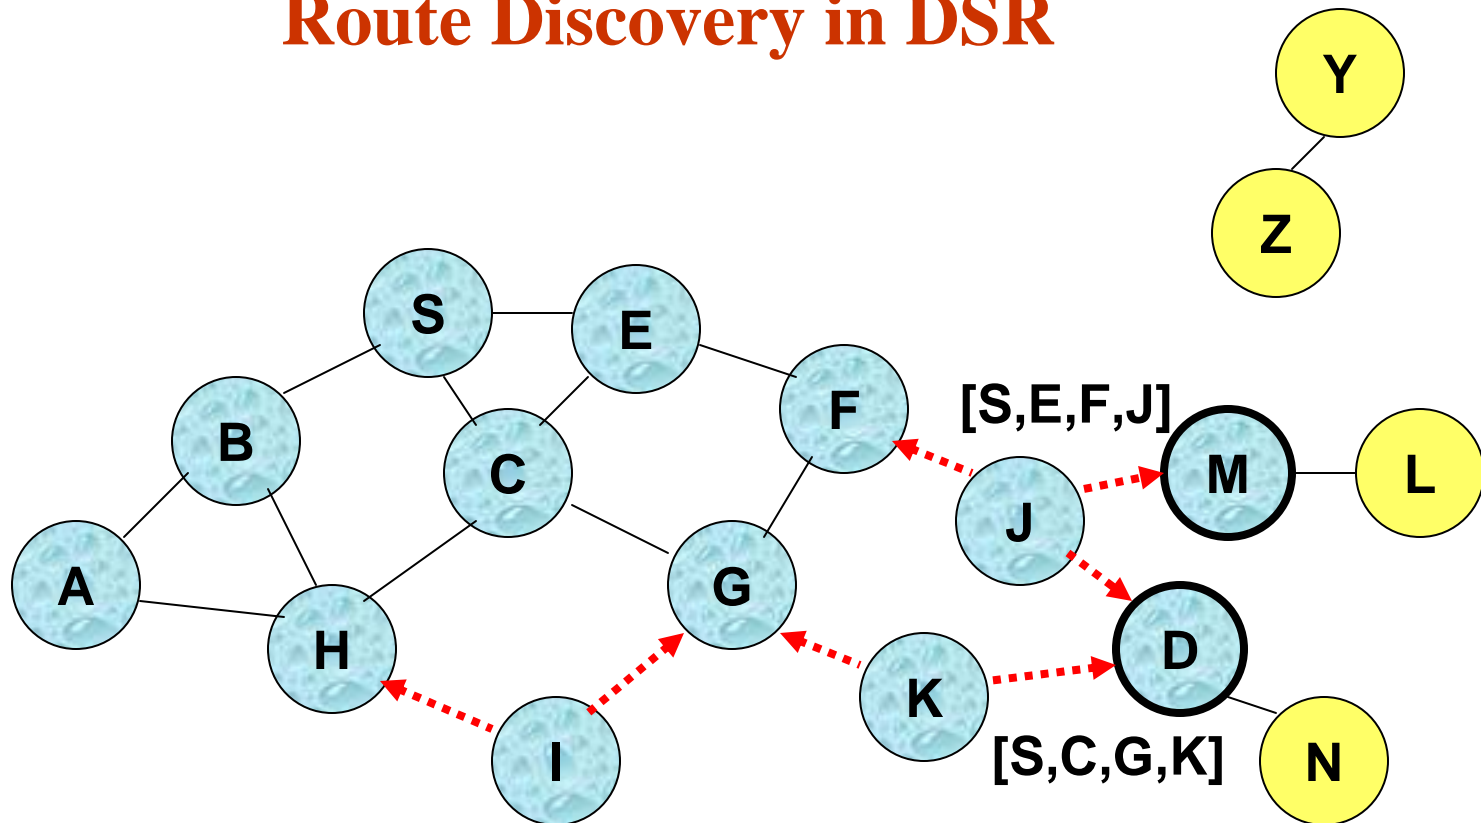 Route Discovery in DSR
Y
Z
S
E
F
[S,E,F,J]
B
C
M
L
J
A
G
H
D
K
I
[S,C,G,K]
N